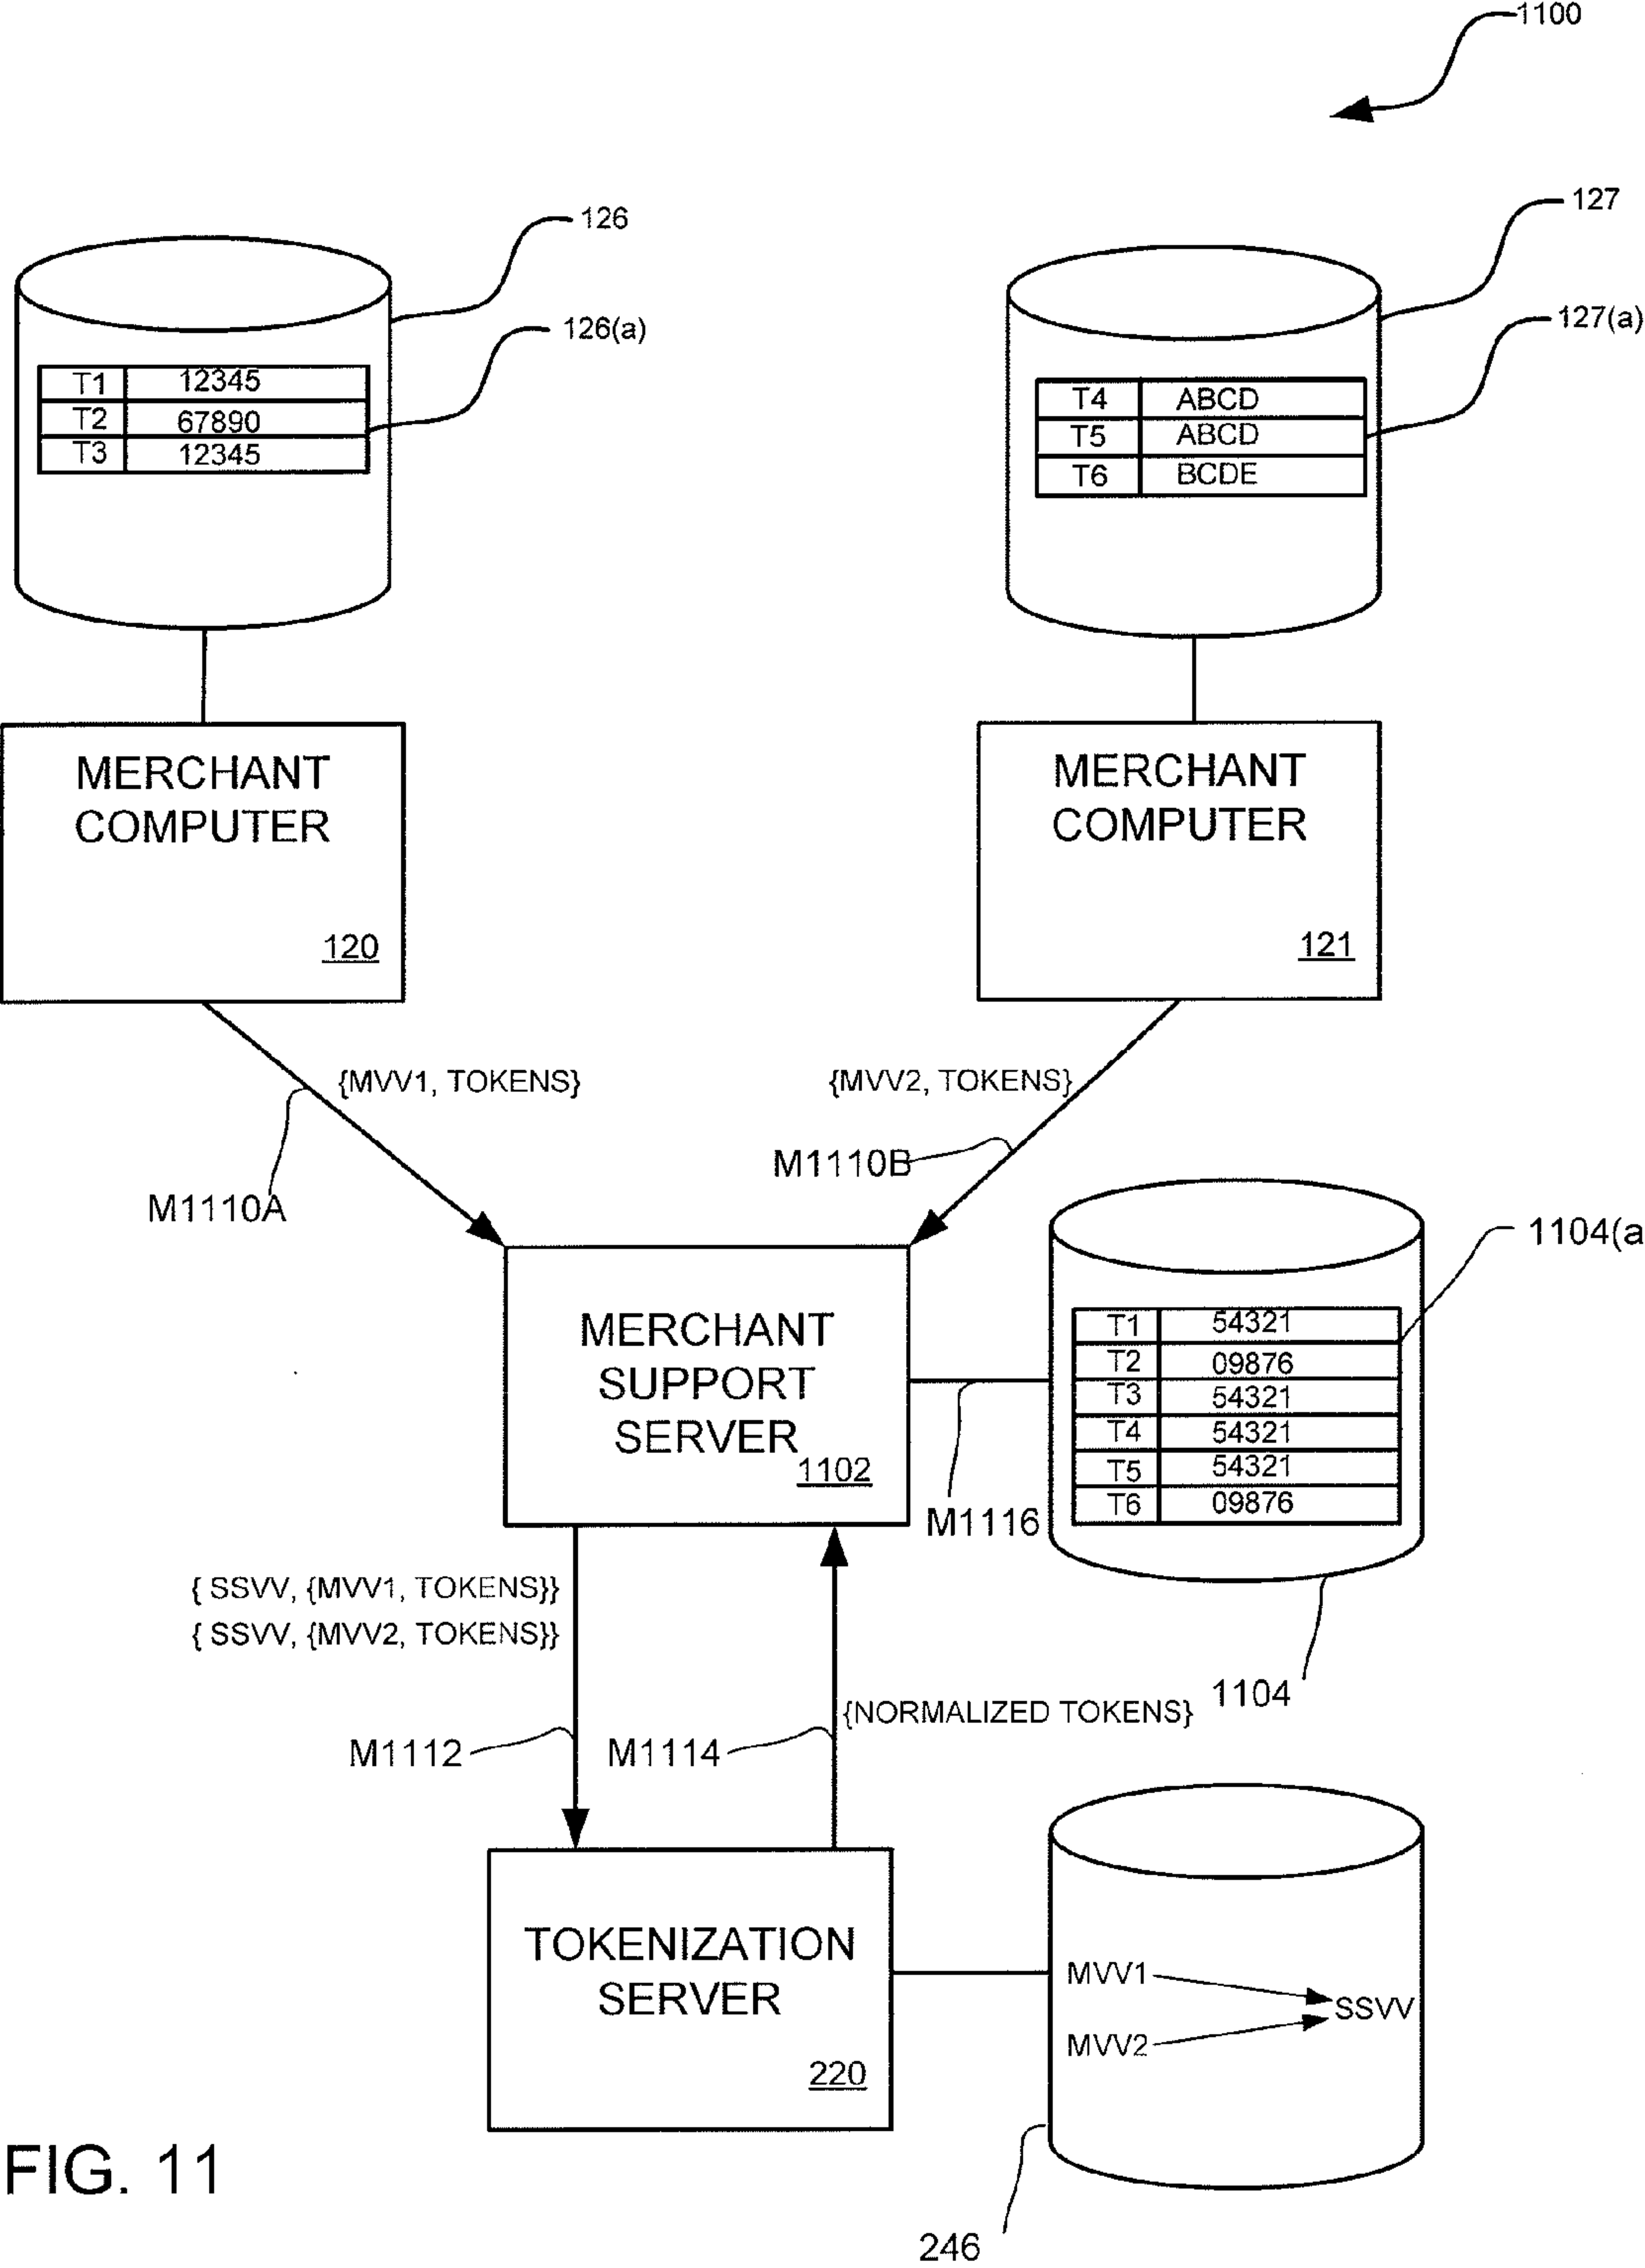 1100
126
127
126(a)
127(a)
T1 12345
T2 67890
T3 12345
T4 ABCD
T5 ABCD
T6 BCDE
MERCHANT
COMPUTER
120
MERCHANT
COMPUTER
121
{MVV1, TOKENS}
{MVV2, TOKENS}
M1110A
M1110B
1104(a
MERCHANT
SUPPORT
SERVER
1102
T1 54321
T2 09876
T3 54321
T4 54321
T5 54321
T6 09876
M1116
{ SSVV, {MVV1, TOKENS}}
{ SSVV, {MVV2, TOKENS}}
1104
{NORMALIZED TOKENS}
M1112
M1114
TOKENIZATION
SERVER
220
MVV1
SSVV
MVV2
246
FIG. 11